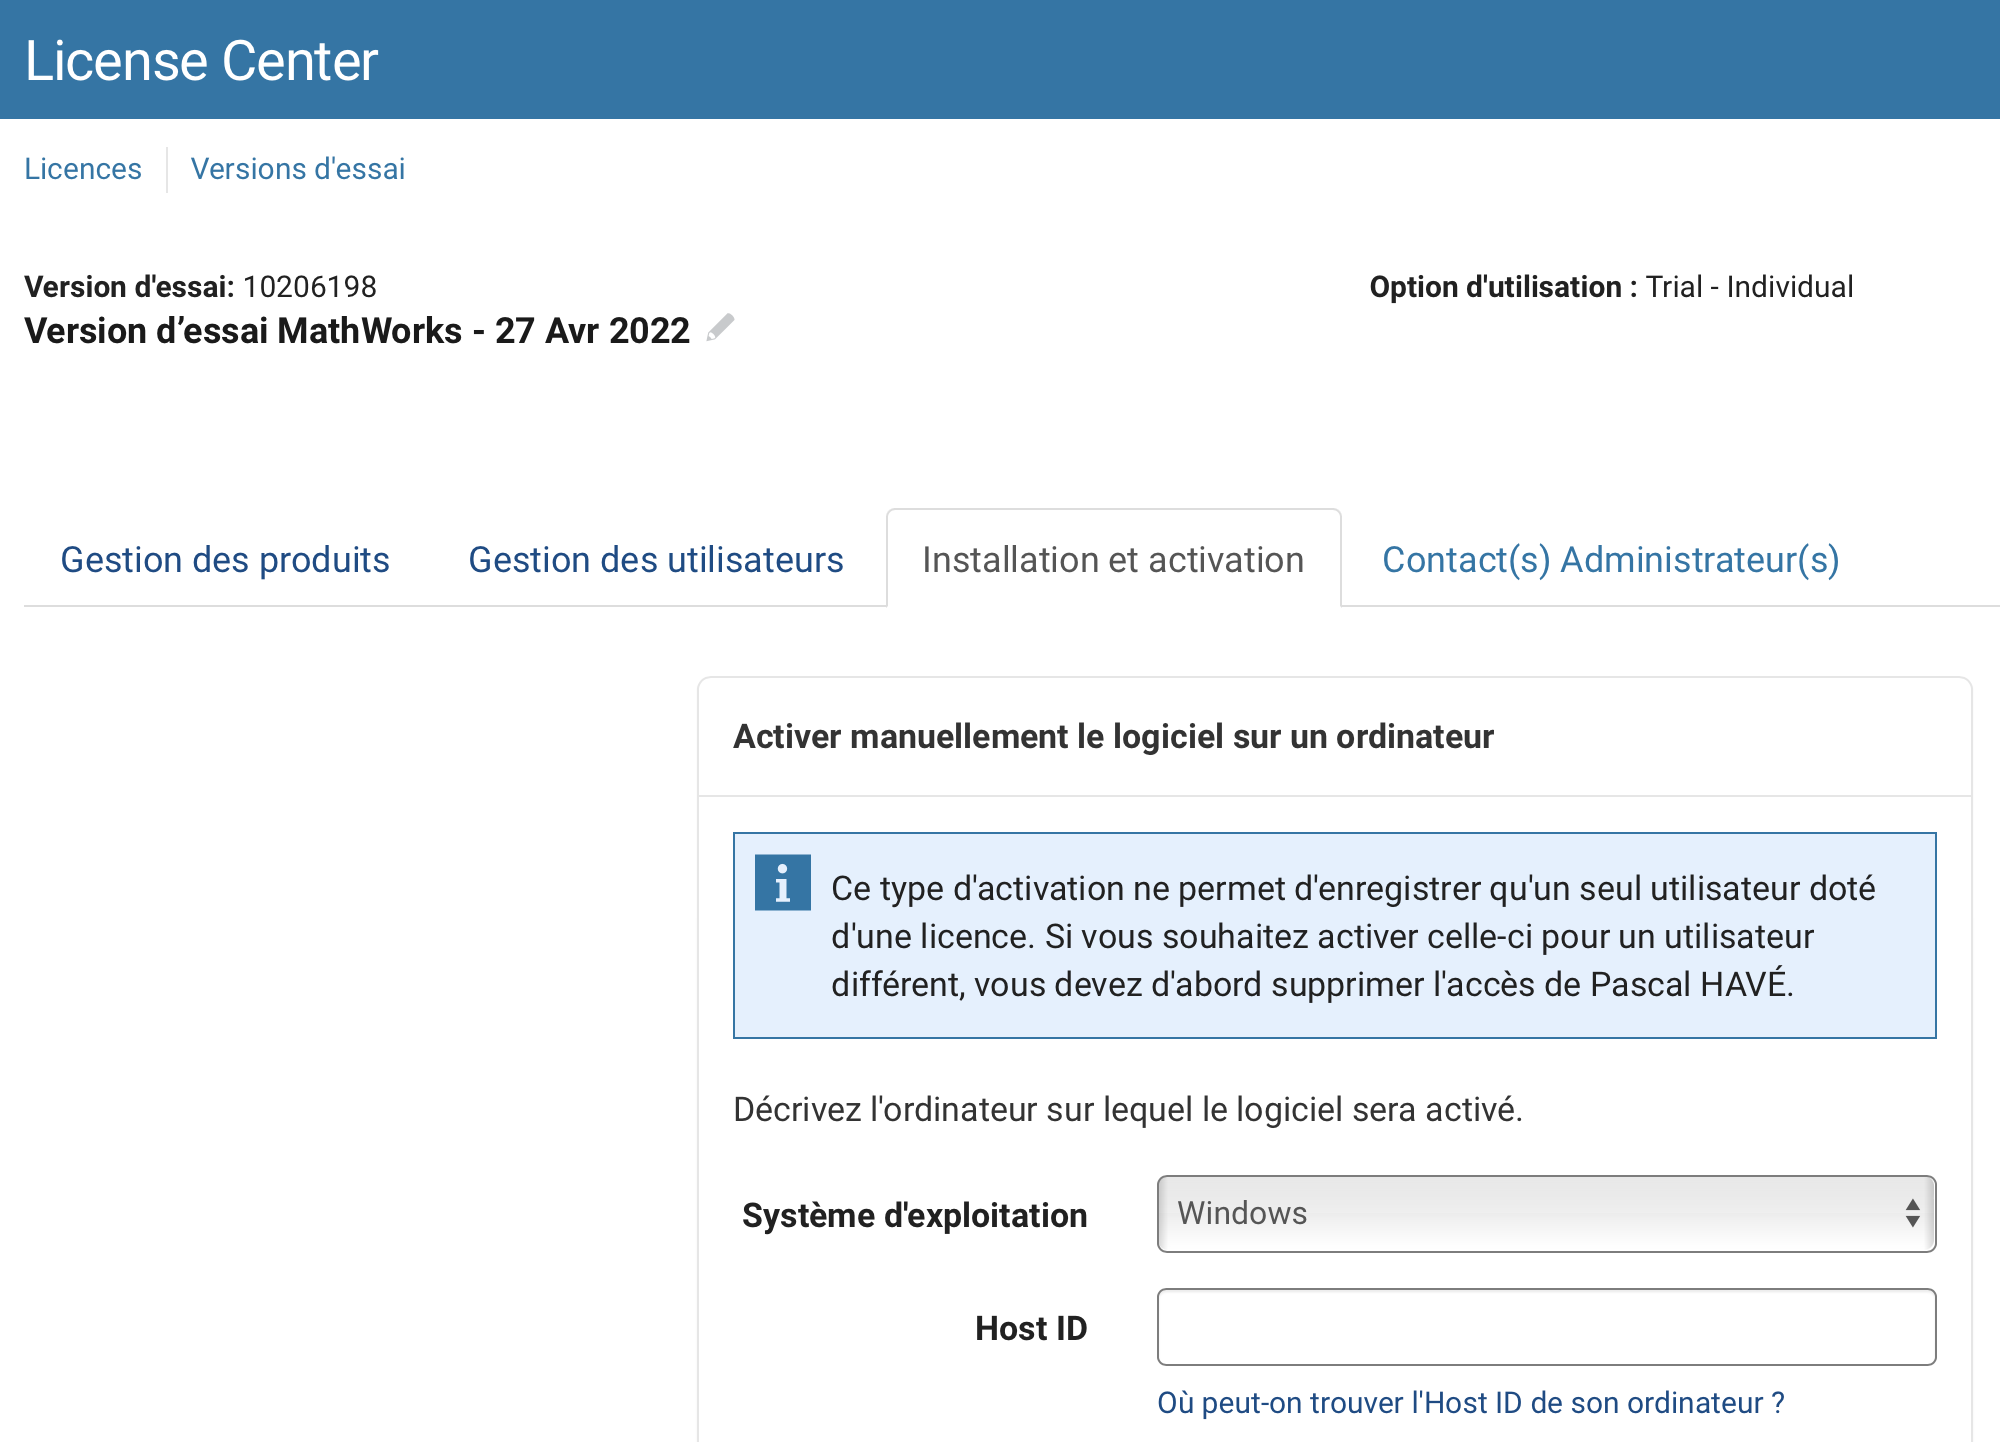 License Center
Licences
Versions d'essai
Version d'essai: 10206198
Option d'utilisation : Trial - Individual
Version d’essai MathWorks - 27 Avr 2022
Gestion des produits
Gestion des utilisateurs
Installation et activation
Contact(s) Administrateur(s)
Activer manuellement le logiciel sur un ordinateur
Ce type d'activation ne permet d'enregistrer qu'un seul utilisateur doté
d'une licence. Si vous souhaitez activer celle-ci pour un utilisateur
différent, vous devez d'abord supprimer l'accès de Pascal HAVÉ.
Décrivez l'ordinateur sur lequel le logiciel sera activé.
Système d'exploitation
Windows
Host ID
Où peut-on trouver l'Host ID de son ordinateur ?